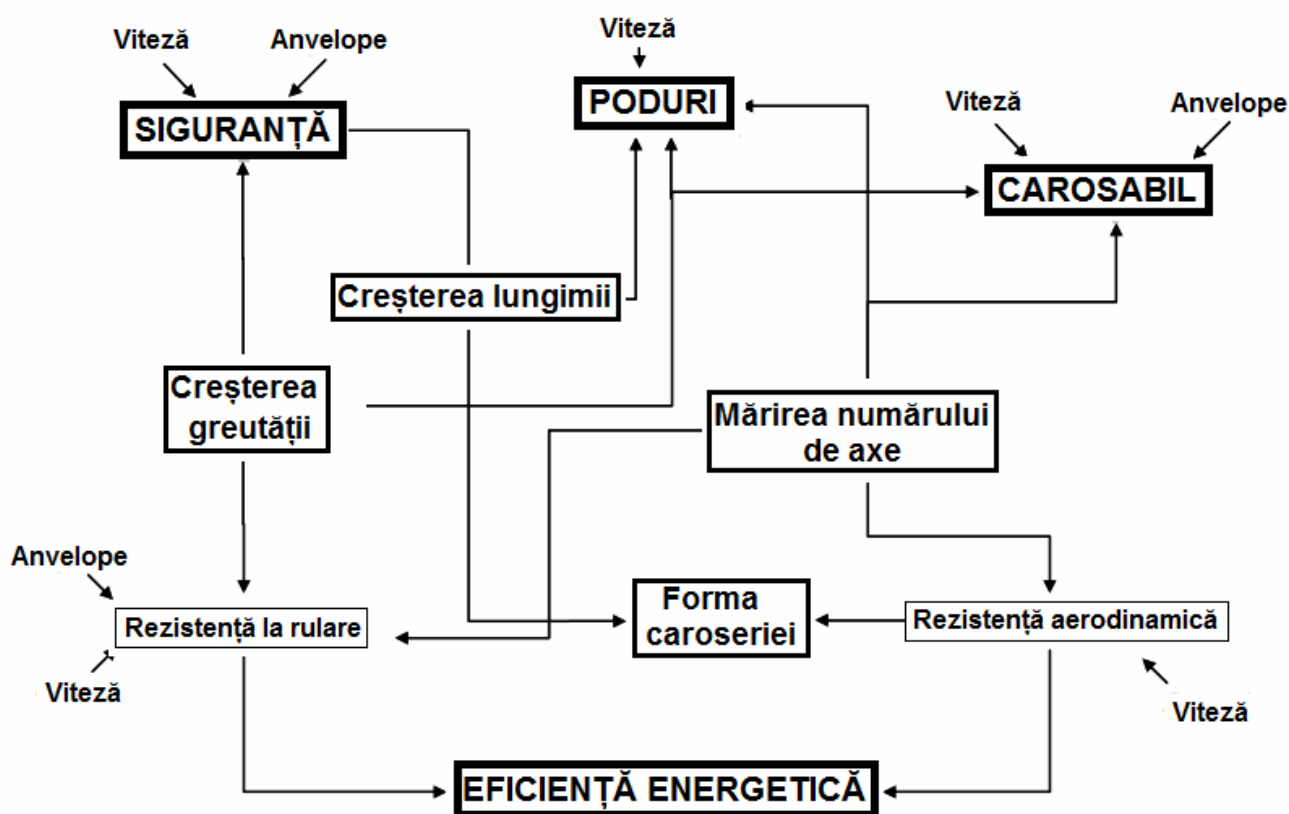 Viteză
Anvelope
Viteză
SIGURANȚĂ
PODURI
Viteză
Anvelope
CAROSABIL
Creșterea lungimii
Creșterea
greutății
Mărirea numărului
de axe
Anvelope
Rezistență la rulare
Viteză
Forma
caroseriei
Rezistență aerodinamică
Viteză
EFICIENȚĂ ENERGETICĂ